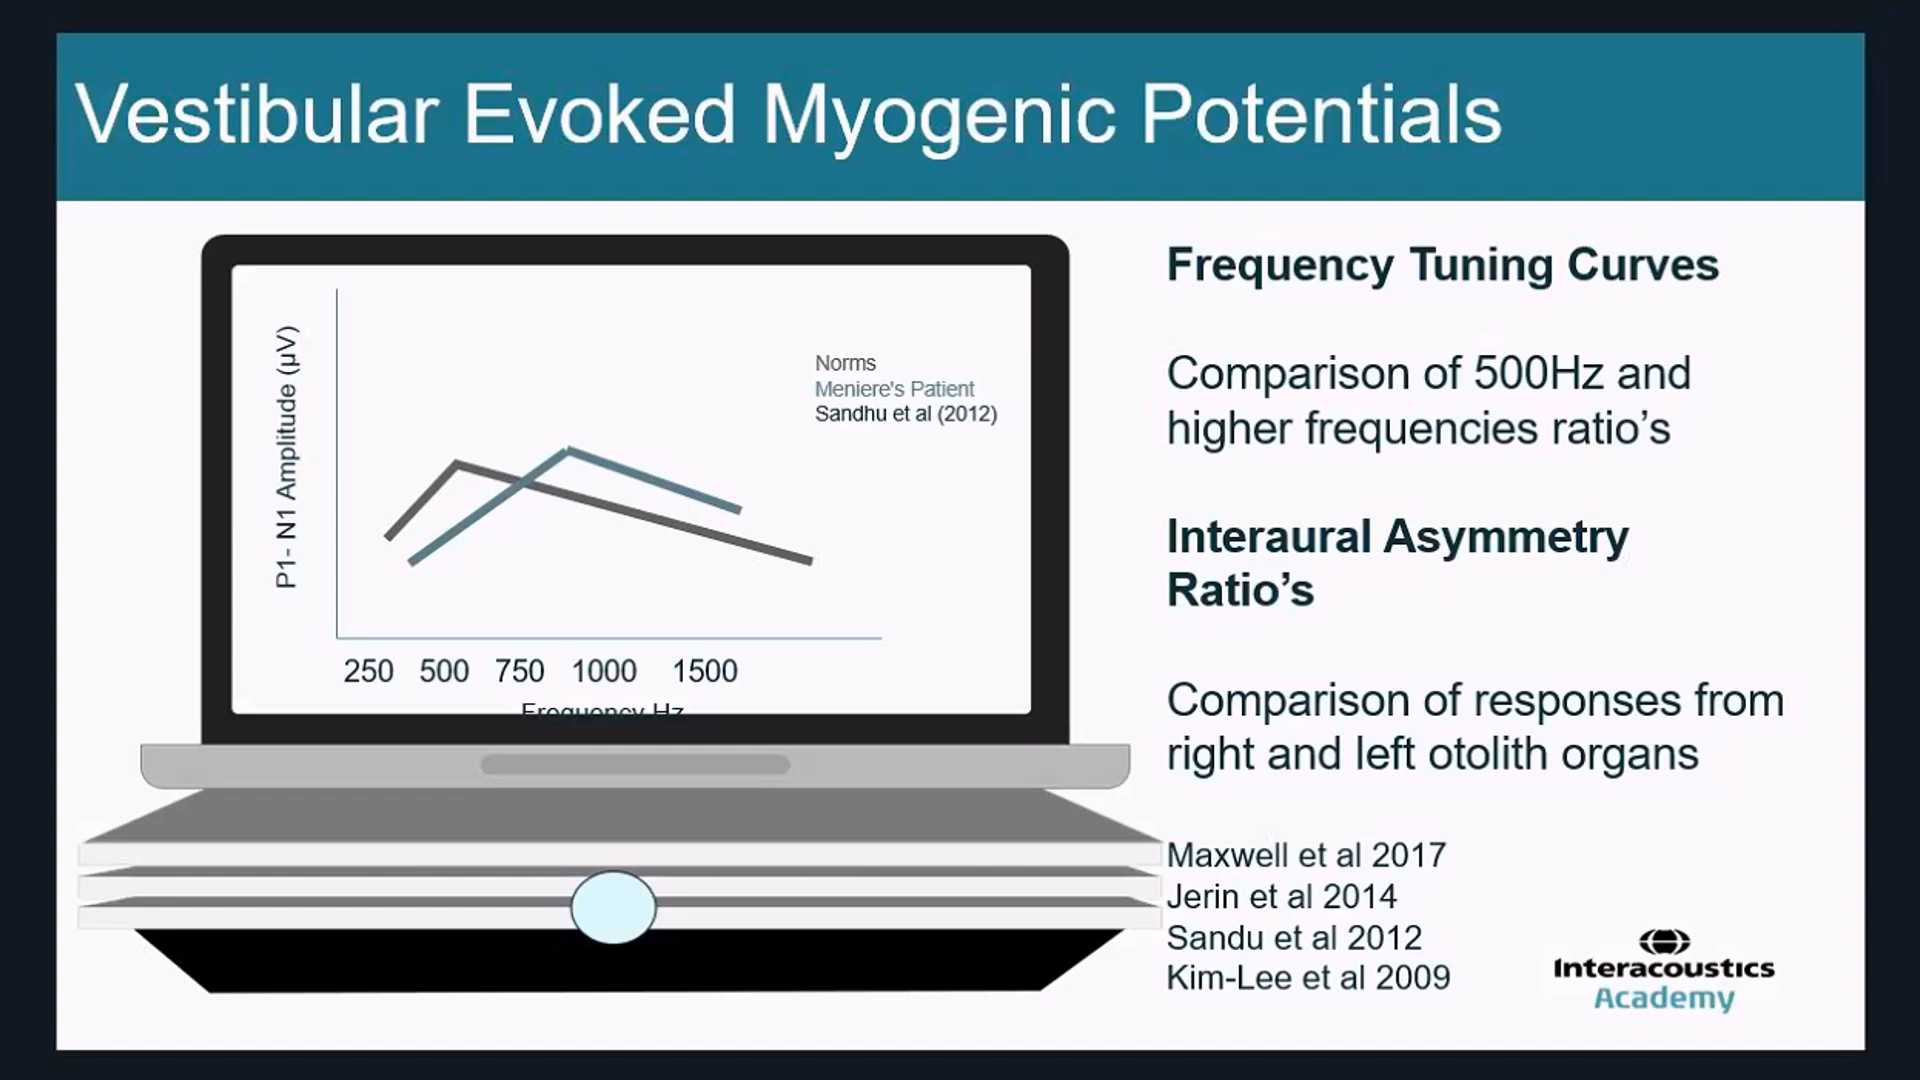 Vestibular Evoked Myogenic Potentials
P1- N1 Amplitude (µV)
Norms
Meniere's Patient
Sandhu et al (2012)
250 500 750 1000 1500
Frequency Hz
Frequency Tuning Curves
Comparison of 500Hz and
higher frequencies ratio’s
Interaural Asymmetry
Ratio’s
Comparison of responses from
right and left otolith organs
Maxwell et al 2017
Jerin et al 2014
Sandu et al 2012
Kim-Lee et al 2009
Interacoustics
Academy